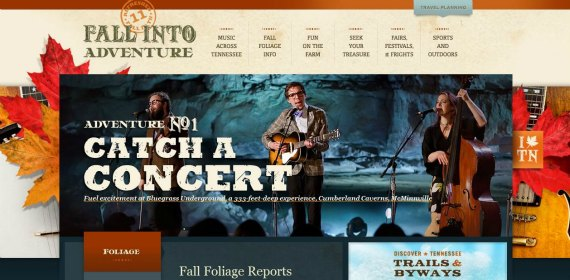 TRAVEL PLANNING
11
FALL INTO
ADVENTURE
MUSIC
ACROSS
TENNESSEE
FALL
FOLIAGE
INFO
FUN
ON THE
FARM
SEEK
YOUR
TREASURE
FAIRS,
FESTIVALS,
& FRIGHTS
SPORTS
AND
OUTDOORS
ADVENTURE No1
CATCH A
CONCERT
Fuel excitement at Bluegrass Underground, a 333-feet-deep experience, Cumberland Caverns, McMinnville
I TN
FOLIAGE
Fall Foliage Reports
DISCOVER TENNESSEE
TRAILS &
BYWAYS